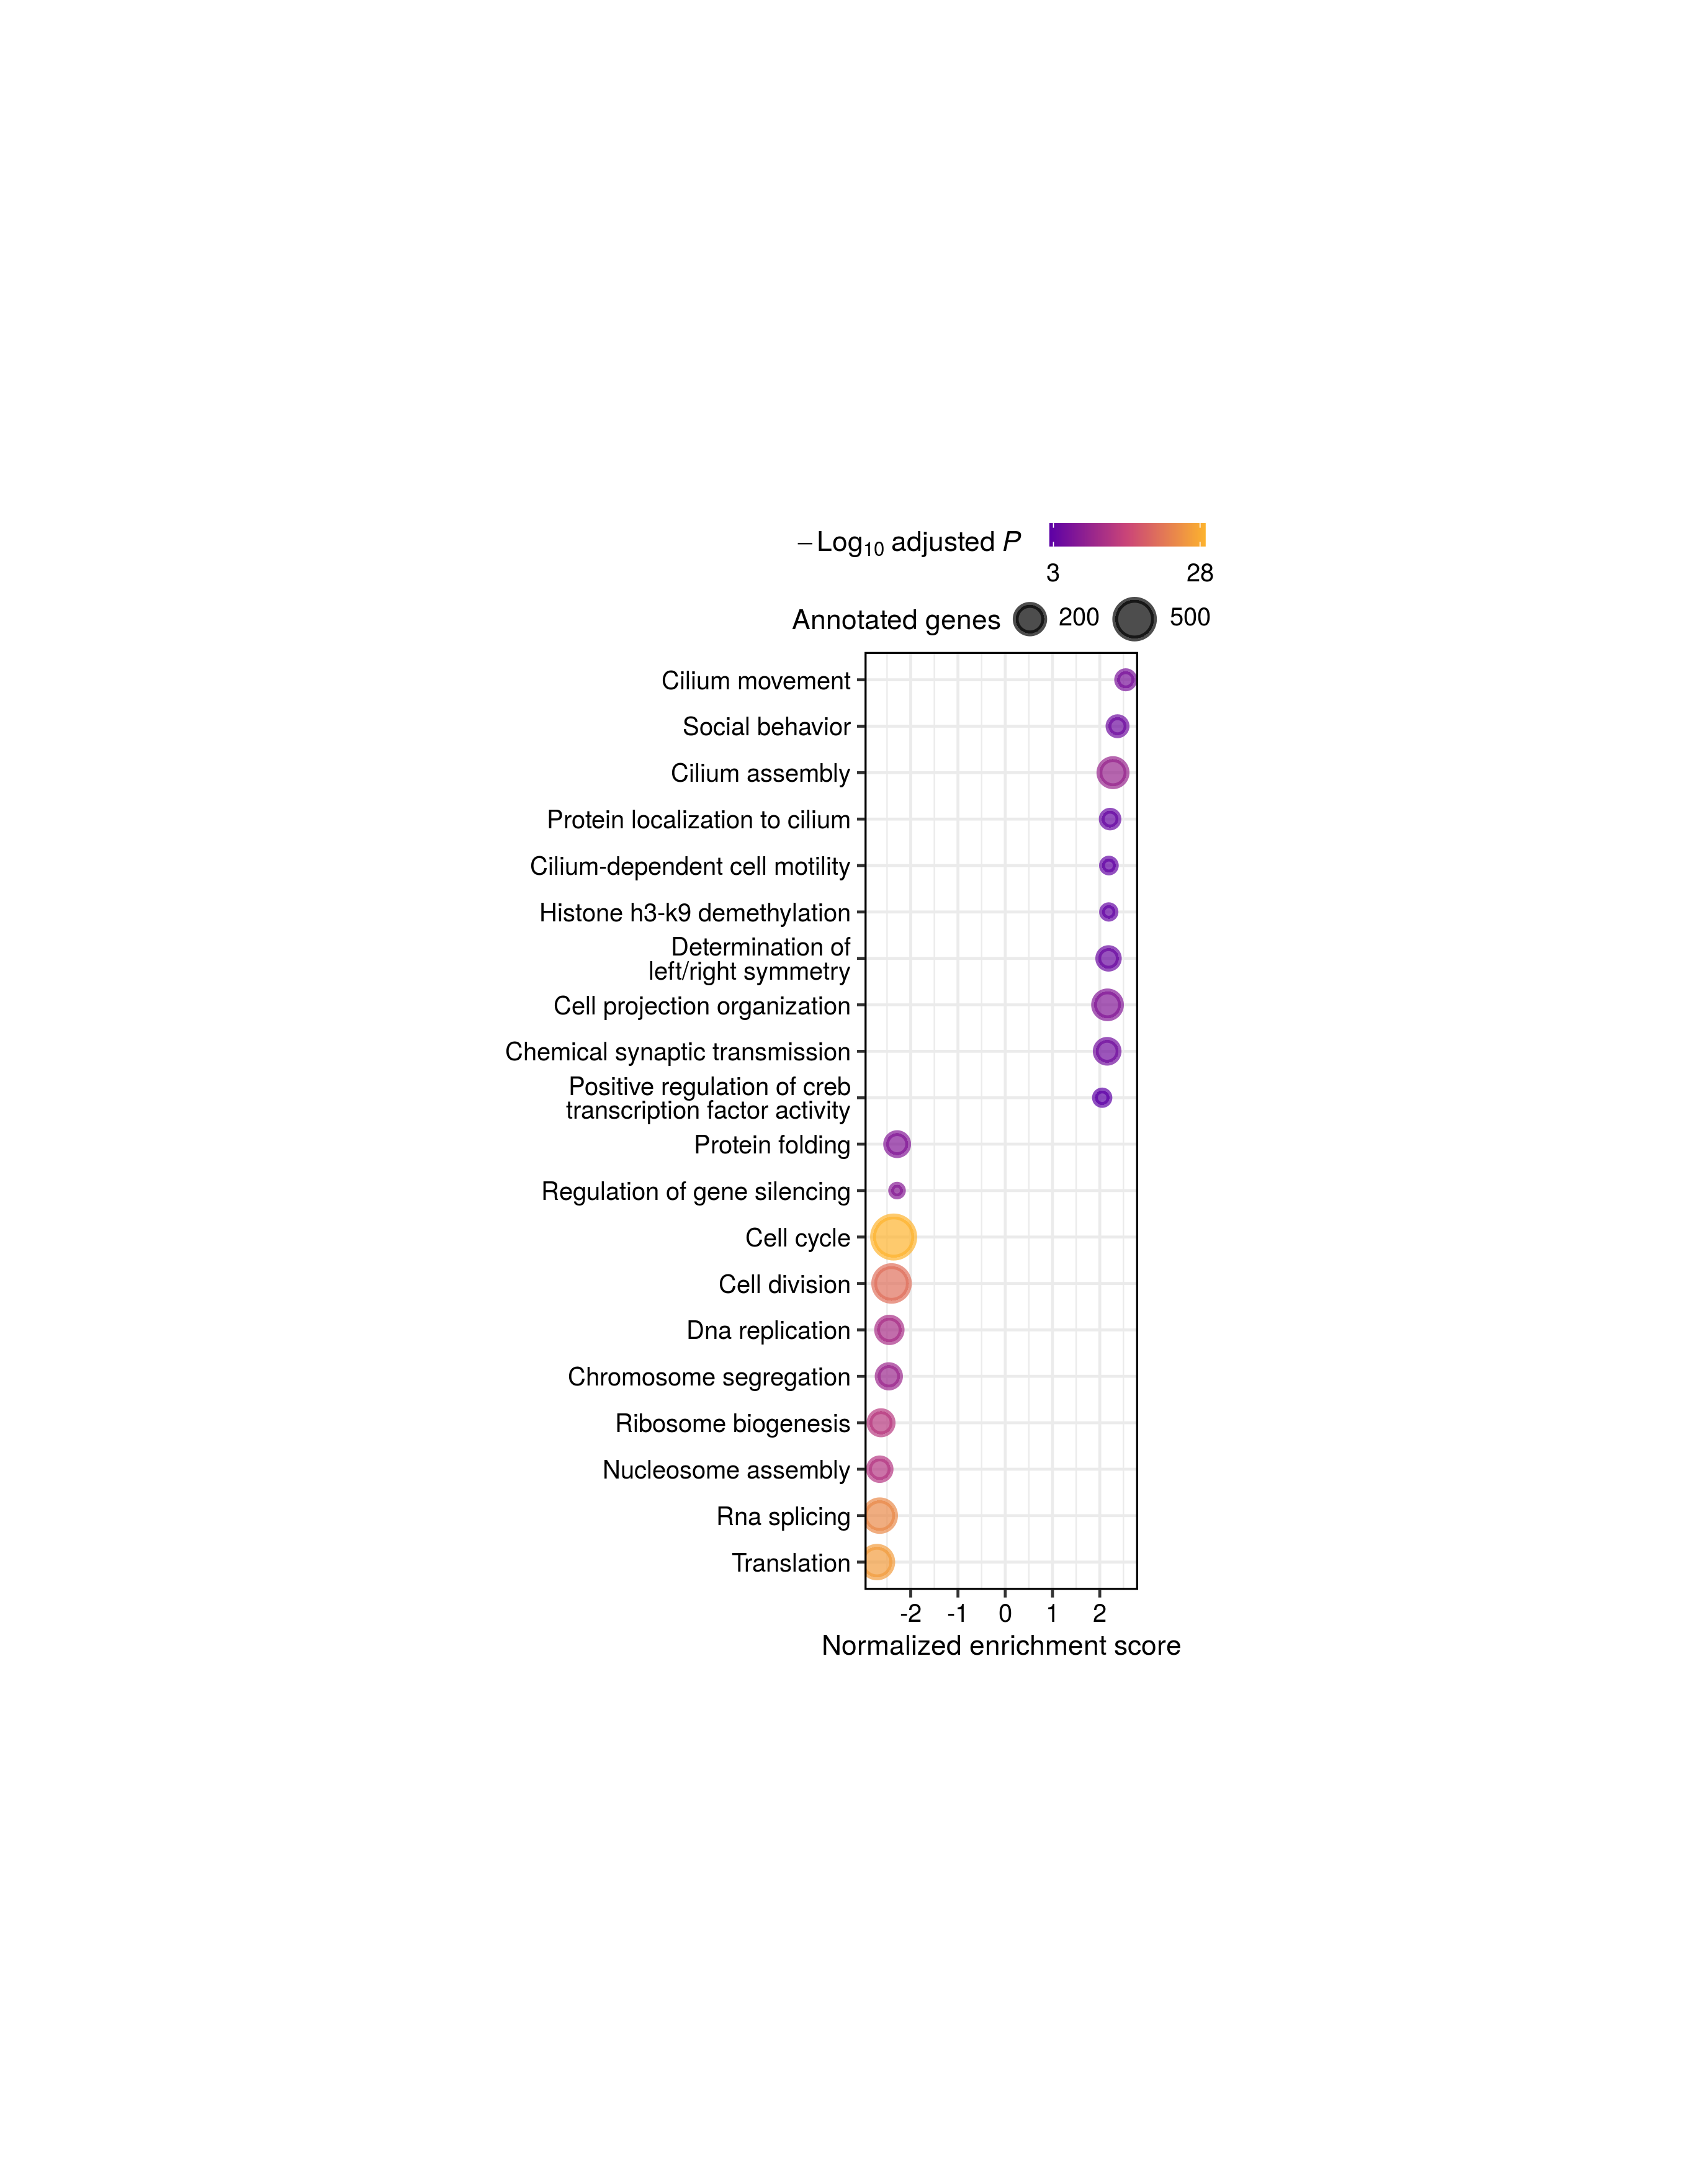 −Log10 adjusted P
3 28
Annotated genes 200 500
Cilium movement
Social behavior
Cilium assembly
Protein localization to cilium
Cilium-dependent cell motility
Histone h3-k9 demethylation
Determination of
left/right symmetry
Cell projection organization
Chemical synaptic transmission
Positive regulation of creb
transcription factor activity
Protein folding
Regulation of gene silencing
Cell cycle
Cell division
Dna replication
Chromosome segregation
Ribosome biogenesis
Nucleosome assembly
Rna splicing
Translation
-2 -1 0 1 2
Normalized enrichment score